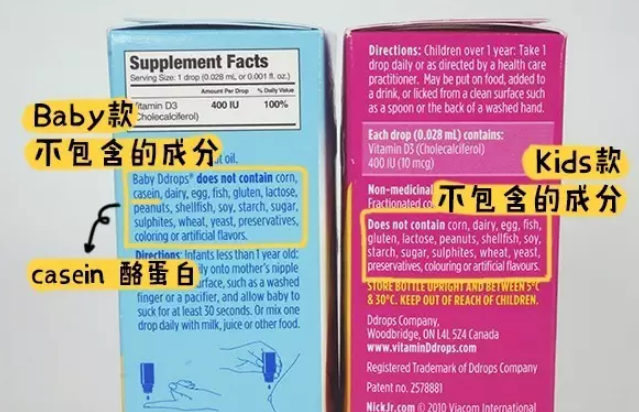 Supplement Facts
Serving Size: 1 drop (0.028 mL or 0.001 fl. oz.)
Amount Per Drop % Daily Value
Vitamin D3 400 IU 100%
(Cholecalciferol)
Baby款
不包含的成分
oil.
Baby Ddrops® does not contain corn,
casein, dairy, egg, fish, gluten, lactose,
peanuts, shellfish, soy, starch, sugar,
sulphites, wheat, yeast, preservatives,
coloring or artificial flavors.
casein 酪蛋白
Directions: Infants less than 1 year old:
onto mother's nipple
surface, such as a washed
finger or a pacifier, and allow baby to
suck for at least 30 seconds. Or mix one
drop daily with milk, juice or other food.
Directions: Children over 1 year: Take 1
drop daily or as directed by a health care
practitioner. May be put on food, added to
a drink, or licked from a clean surface such
as a spoon or the back of a washed hand.
Each drop (0.028 mL) contains:
Vitamin D3 (Cholecalciferol)
400 IU (10 mcg)
Kids款
不包含的成分
Non-medicinal
Fractionated
Does not contain corn, dairy, egg, fish,
gluten, lactose, peanuts, shellfish, soy,
starch, sugar, sulphites, wheat, yeast,
preservatives, colouring or artificial flavours.
STORE BOTTLE UPRIGHT AND BETWEEN 5°C
& 30°C. KEEP OUT OF REACH OF CHILDREN.
Ddrops Company,
Woodbridge, ON L4L 5Z4 Canada
www.vitaminDdrops.com
Registered Trademark of Ddrops Company
Patent no. 2578881
NickJr.com © 2010 Viacom International